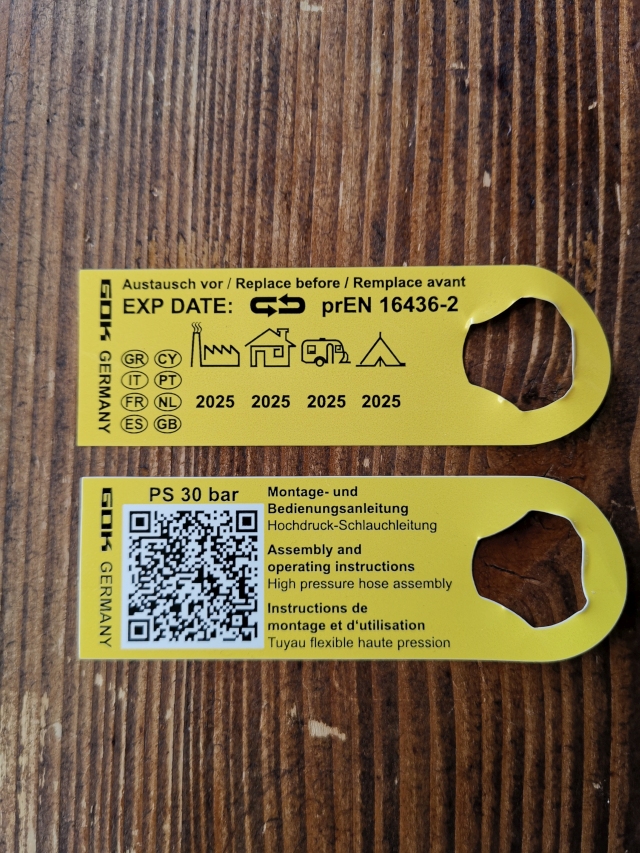 GOK GERMANY
Austausch vor / Replace before / Remplace avant
EXP DATE: prEN 16436-2
GR CY
IT PT
FR NL
ES GB
2025 2025 2025 2025
GOK GERMANY
PS 30 bar
Montage- und
Bedienungsanleitung
Hochdruck-Schlauchleitung
Assembly and
operating instructions
High pressure hose assembly
Instructions de
montage et d'utilisation
Tuyau flexible haute pression